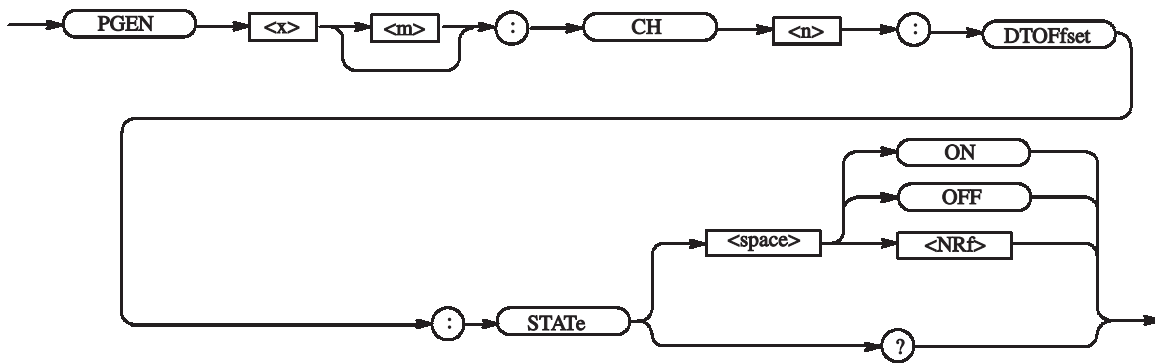 PGEN <x> <m> : CH <n> : DTOFfset
ON
OFF
<space> <NRf>
: STATe
?